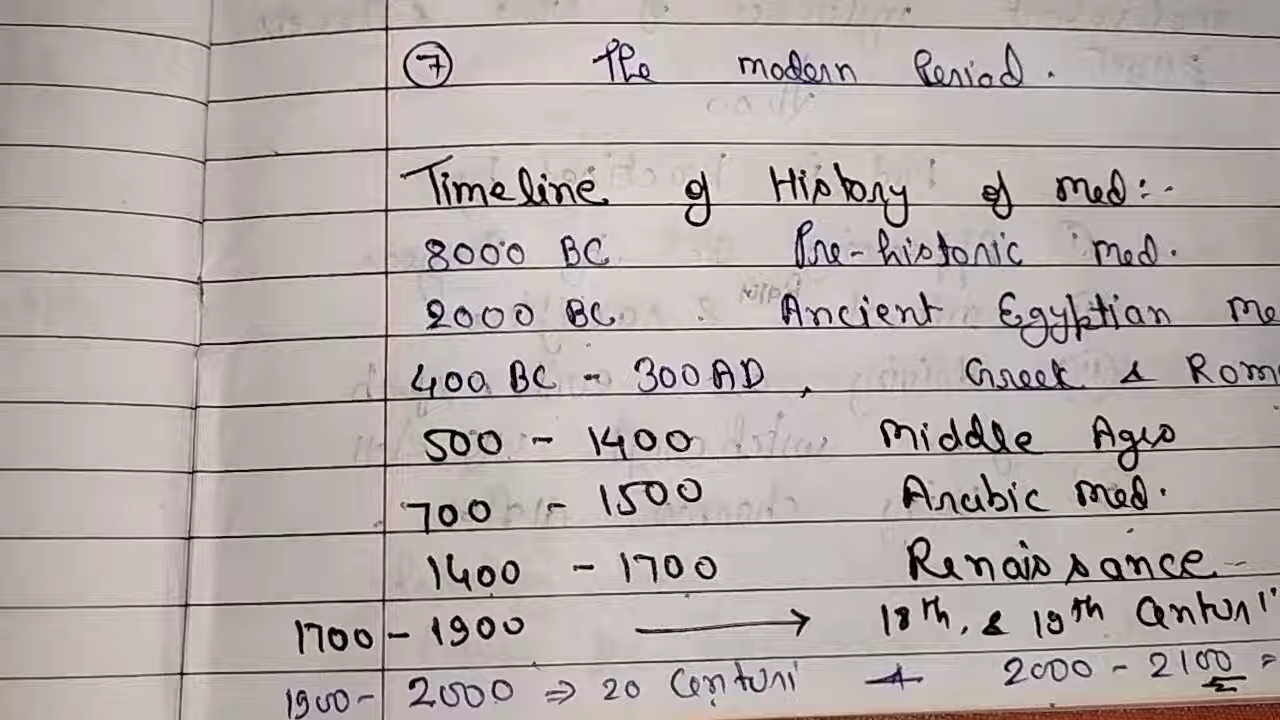 ⑦ The modern Period.
Timeline of History of med:-
8000 BC Pre-historic med.
2000 BC Ancient Egyptian Me
400 BC - 300 AD, Greek & Rom
500 - 1400 Middle Ages
700 - 1500 Arabic med.
1400 - 1700 Renaissance
1700 - 1900 → 18th, & 19th Centuri
1900 - 2000 ⇒ 20 Centuri 2000 - 2100 =